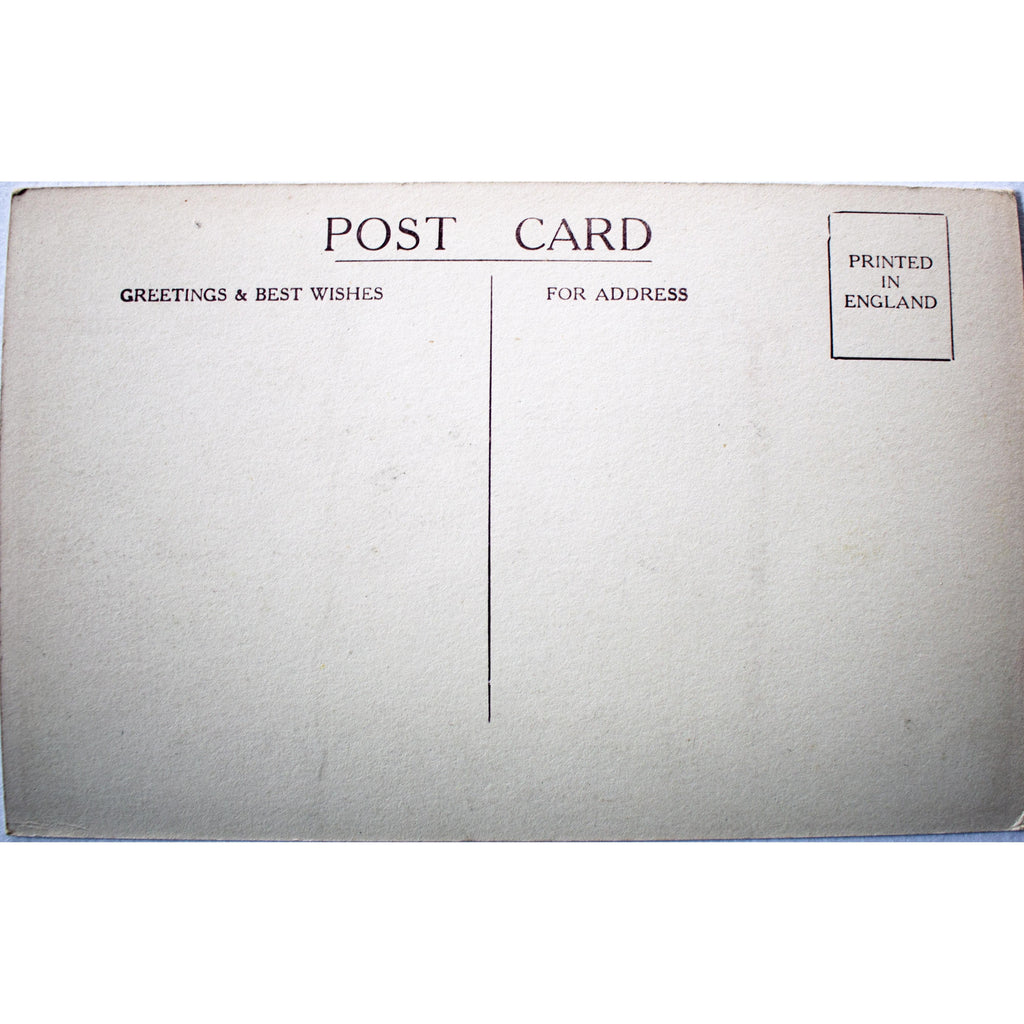 POST CARD
GREETINGS & BEST WISHES
FOR ADDRESS
PRINTED
IN
ENGLAND